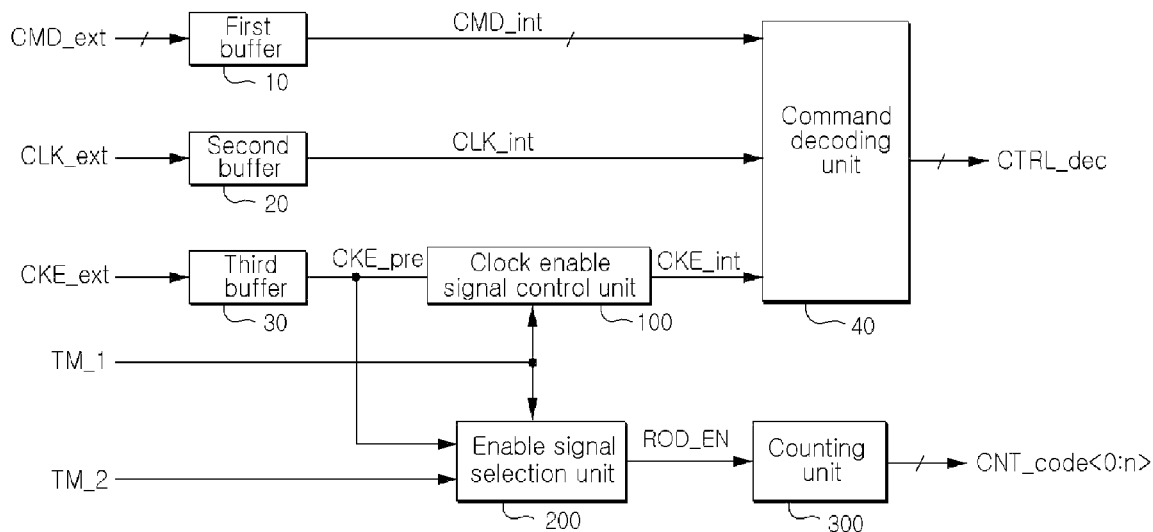 CMD_ext
First
buffer
10
CMD_int
CLK_ext
Second
buffer
20
CLK_int
Command
decoding
unit
40
CTRL_dec
CKE_ext
Third
buffer
30
CKE_pre
Clock enable
signal control unit
100
CKE_int
TM_1
TM_2
Enable signal
selection unit
200
ROD_EN
Counting
unit
300
CNT_code<0:n>